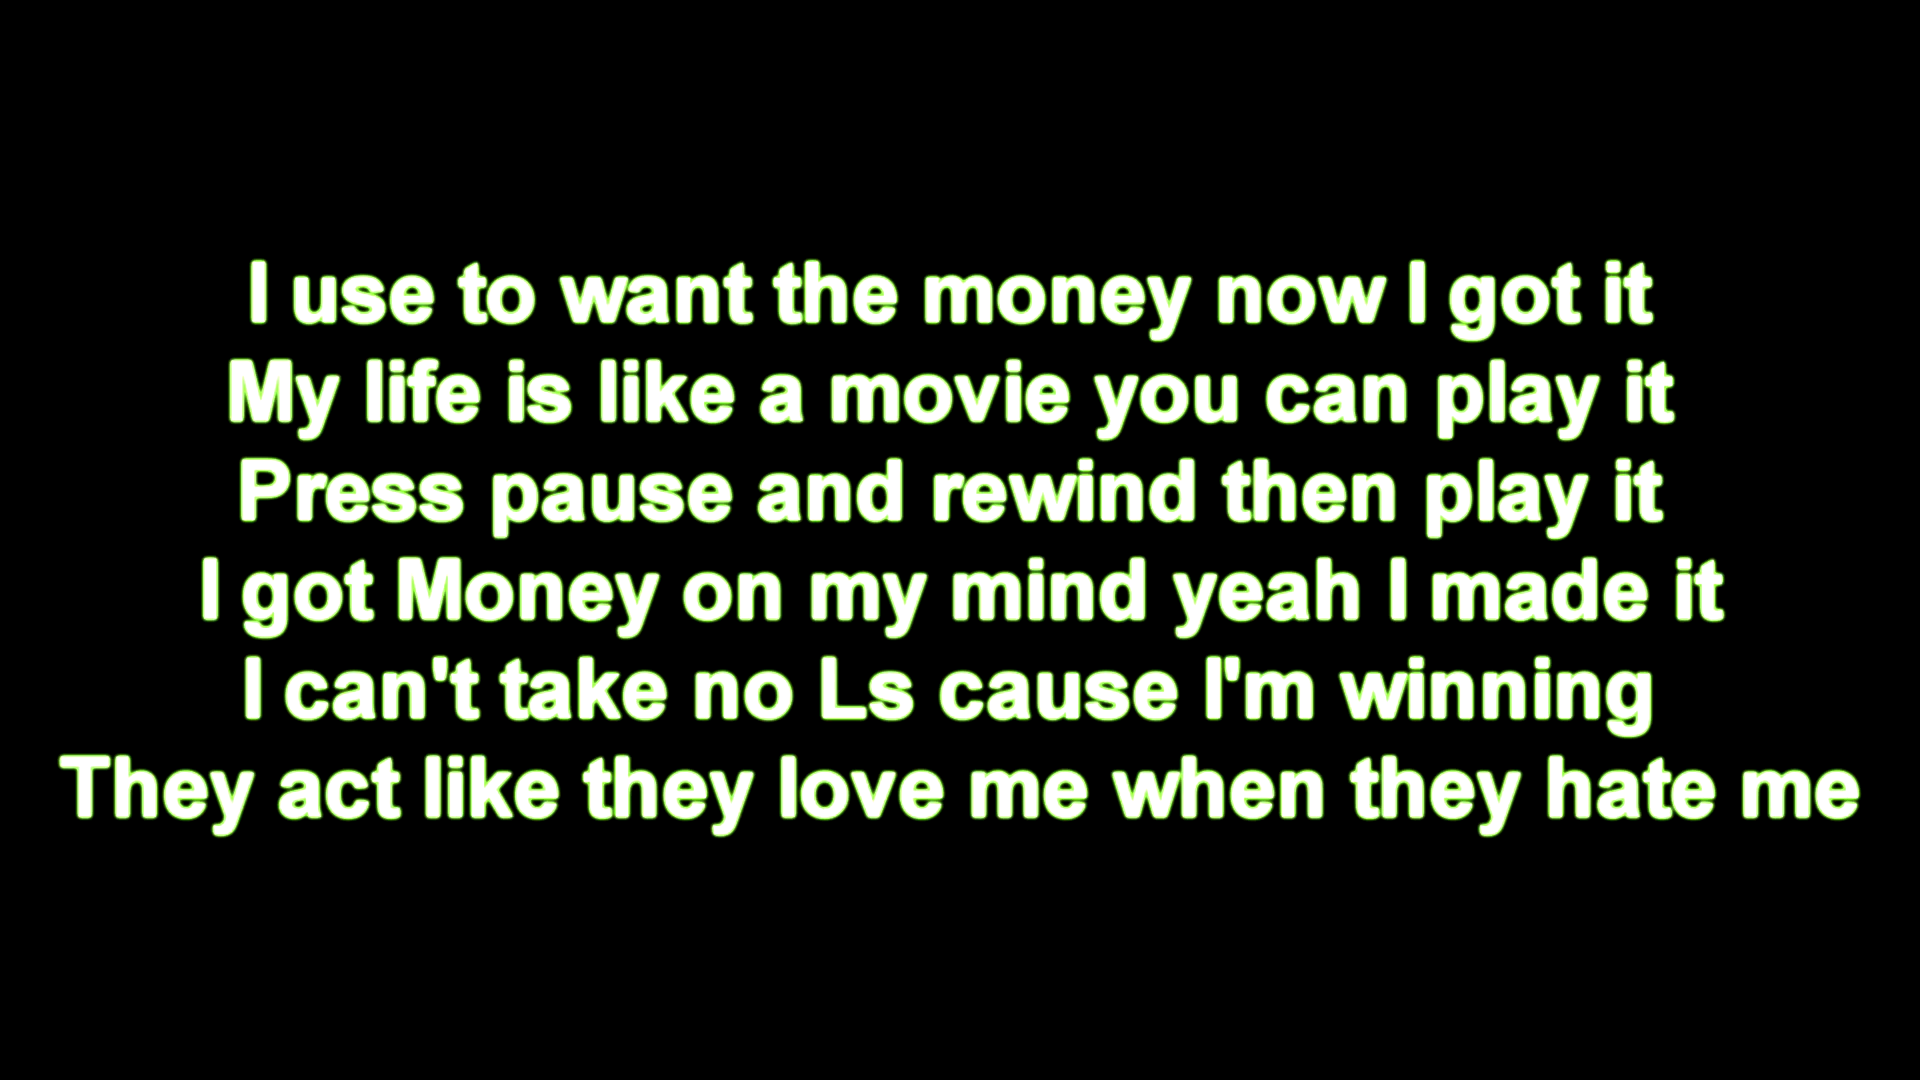 I use to want the money now I got it
My life is like a movie you can play it
Press pause and rewind then play it
I got Money on my mind yeah I made it
I can't take no Ls cause I'm winning
They act like they love me when they hate me